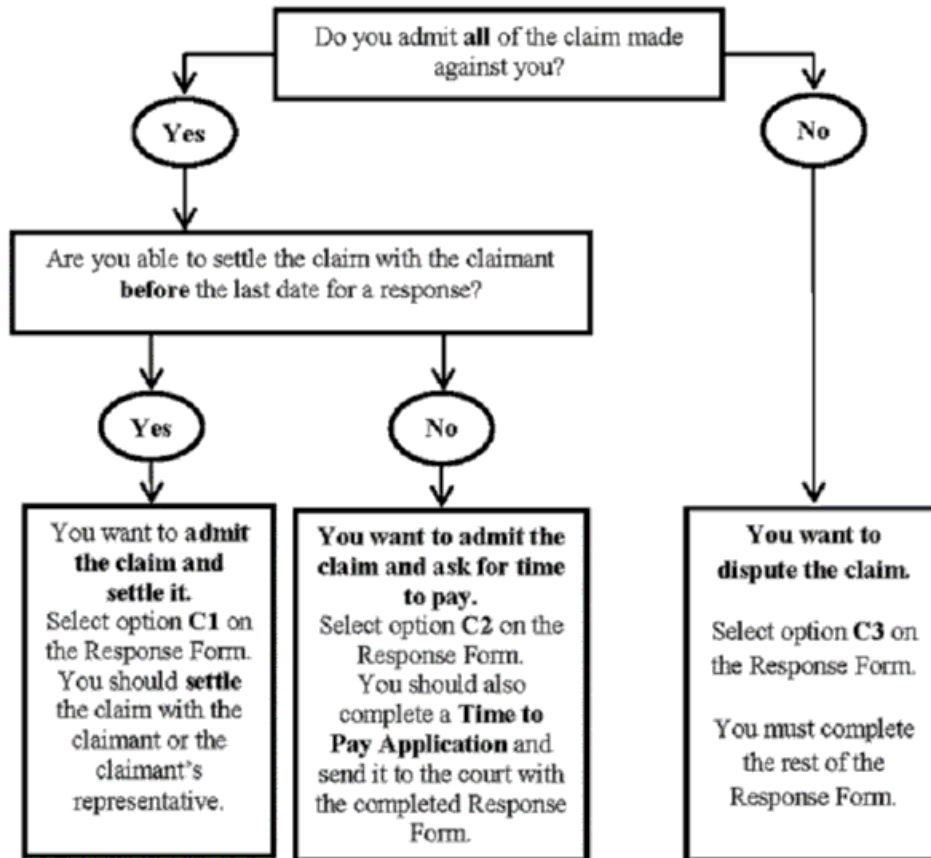 Do you admit all of the claim made
against you?
Yes
No
Are you able to settle the claim with the claimant
before the last date for a response?
Yes
No
You want to admit
the claim and
settle it.
Select option C1 on
the Response Form.
You should settle
the claim with the
claimant or the
claimant's
representative.
You want to admit the
claim and ask for time
to pay.
Select option C2 on the
Response Form.
You should also
complete a Time to
Pay Application and
send it to the court with
the completed Response
Form.
You want to
dispute the claim.
Select option C3 on
the Response Form.
You must complete
the rest of the
Response Form.